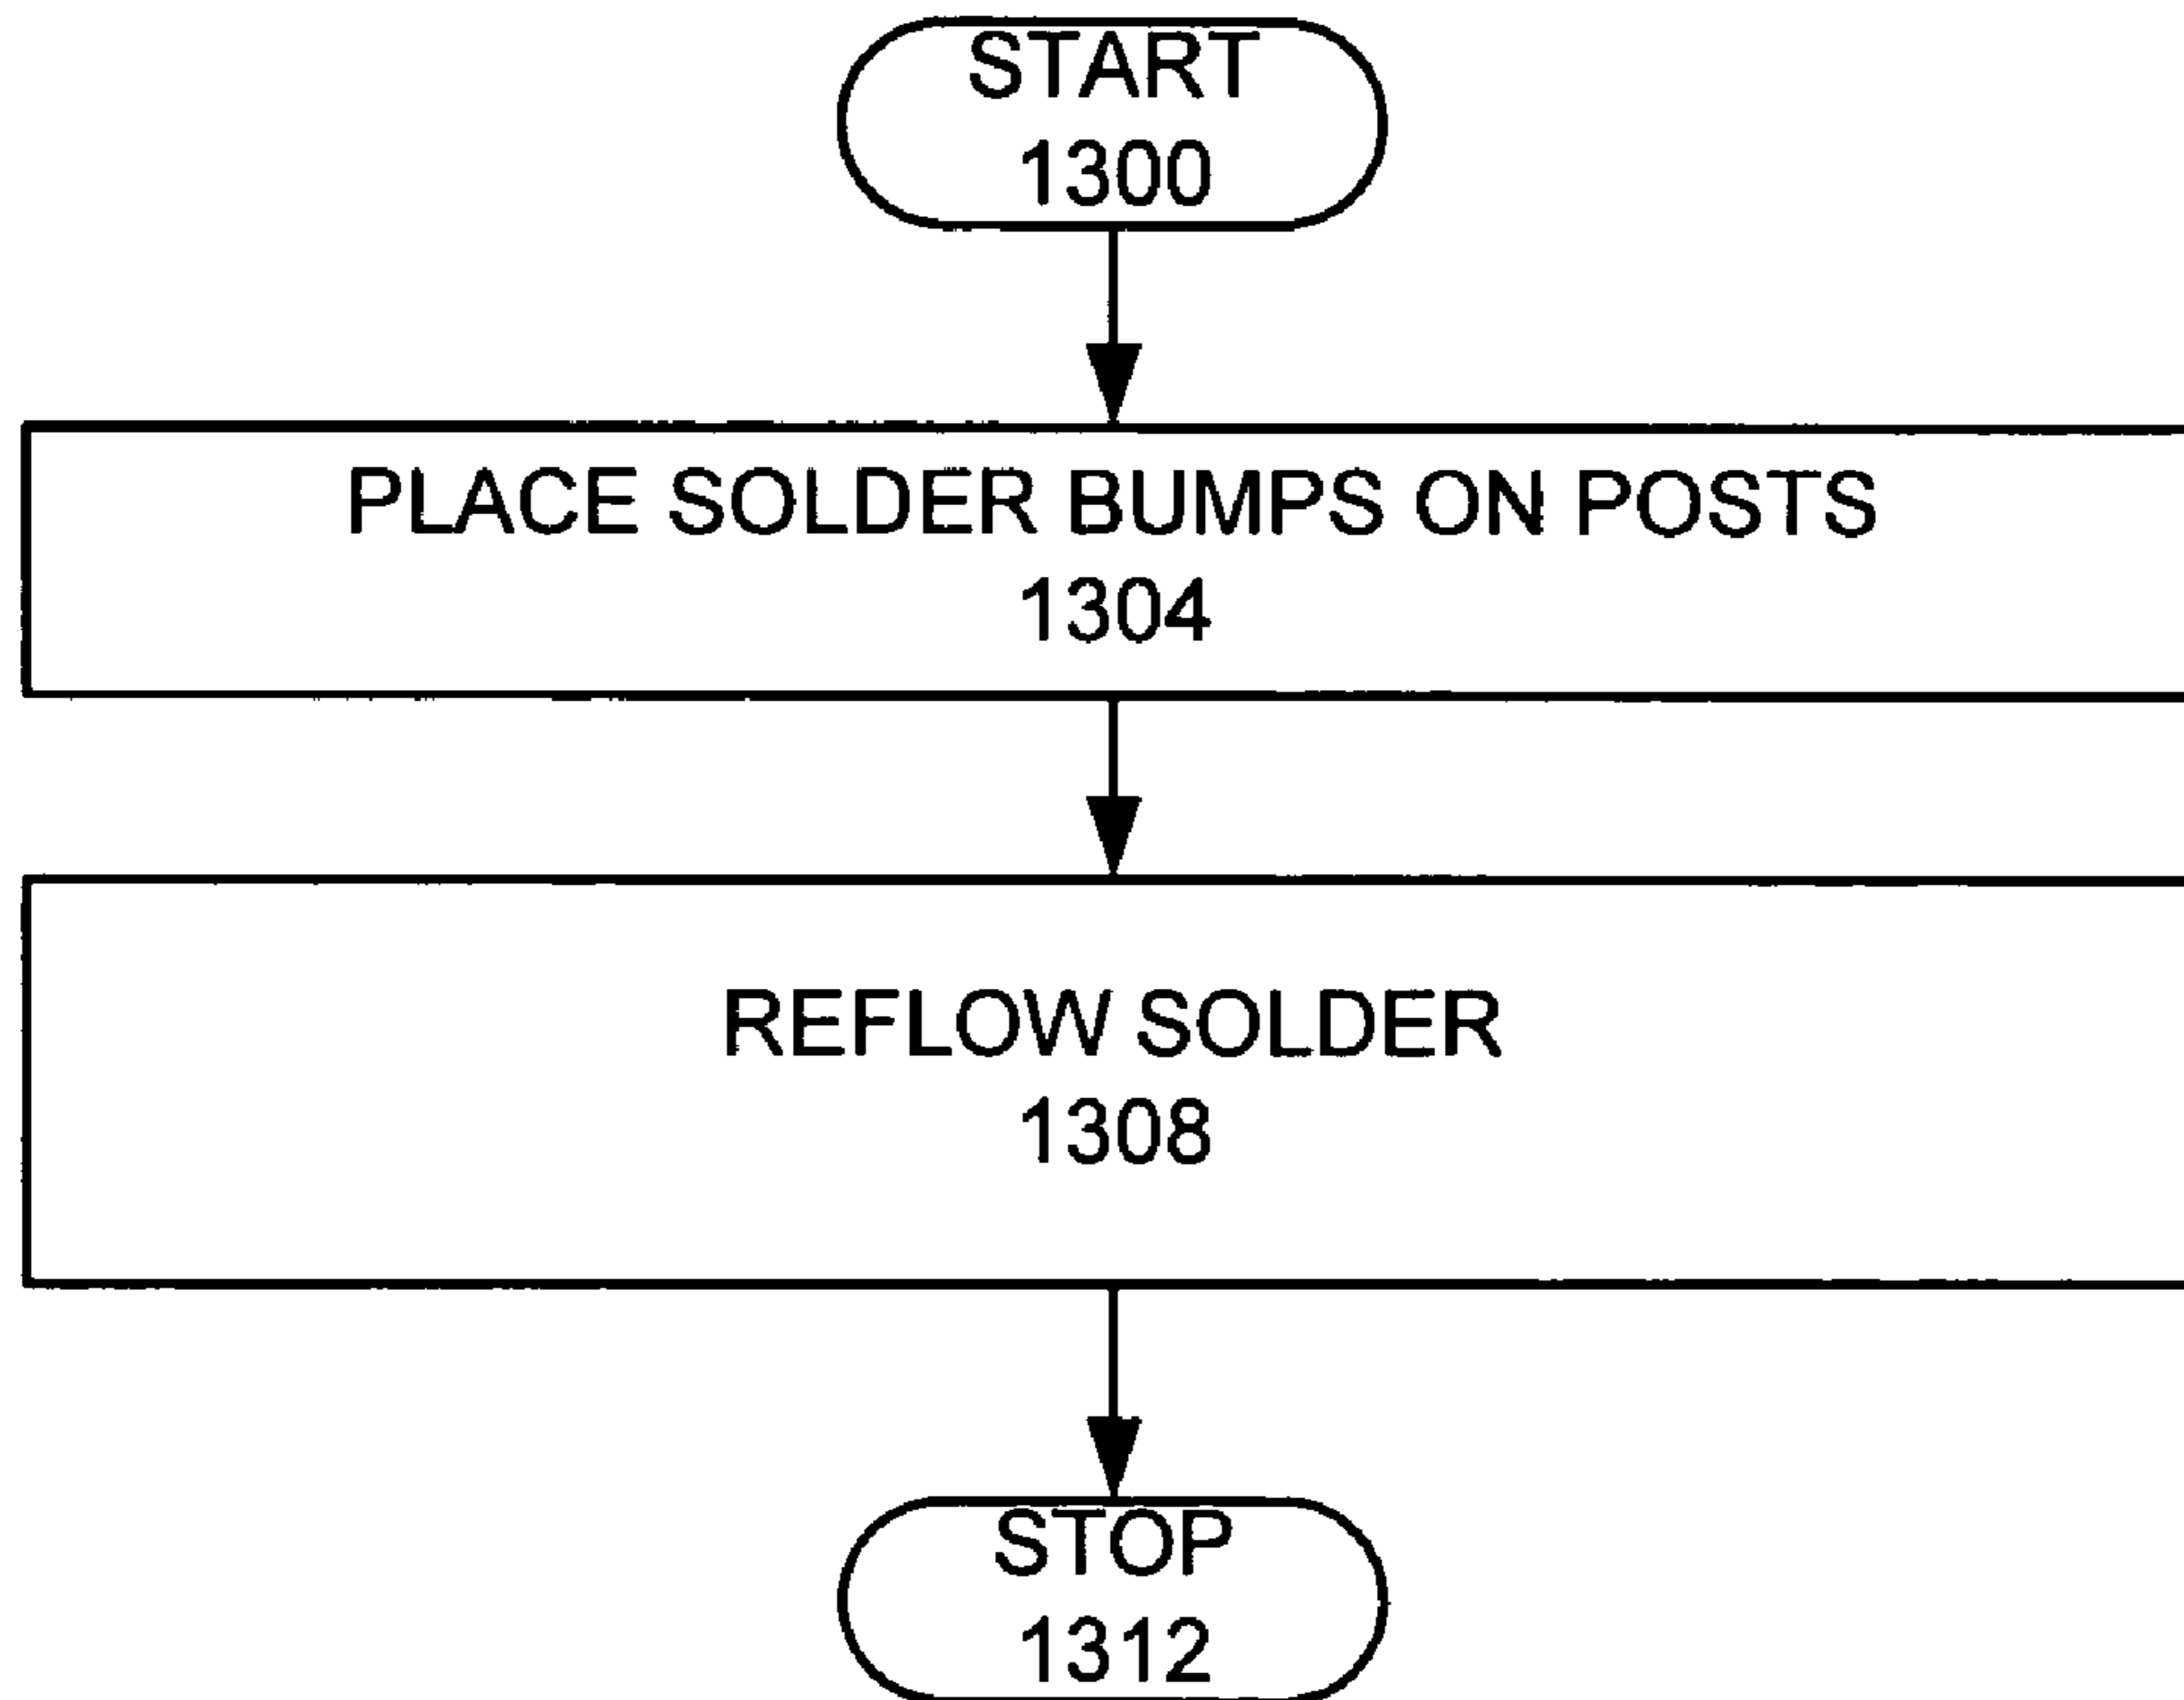 START
1300
PLACE SOLDER BUMPS ON POSTS
1304
REFLOW SOLDER
1308
STOP
1312